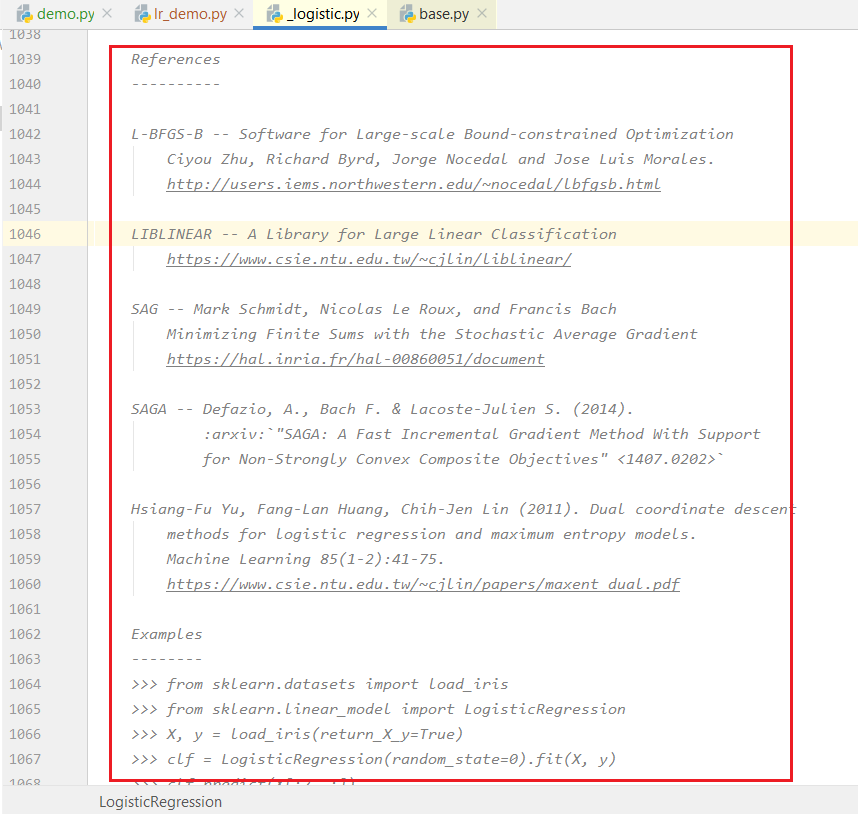 demo.py
lr_demo.py
_logistic.py
base.py
1038
1039 References
1040 ----------
1041
1042 L-BFGS-B -- Software for Large-scale Bound-constrained Optimization
1043 Ciyou Zhu, Richard Byrd, Jorge Nocedal and Jose Luis Morales.
1044 http://users.iems.northwestern.edu/~nocedal/lbfgsb.html
1045
1046 LIBLINEAR -- A Library for Large Linear Classification
1047 https://www.csie.ntu.edu.tw/~cjlin/liblinear/
1048
1049 SAG -- Mark Schmidt, Nicolas Le Roux, and Francis Bach
1050 Minimizing Finite Sums with the Stochastic Average Gradient
1051 https://hal.inria.fr/hal-00860051/document
1052
1053 SAGA -- Defazio, A., Bach F. & Lacoste-Julien S. (2014).
1054 :arxiv:`"SAGA: A Fast Incremental Gradient Method With Support
1055 for Non-Strongly Convex Composite Objectives" <1407.0202>`
1056
1057 Hsiang-Fu Yu, Fang-Lan Huang, Chih-Jen Lin (2011). Dual coordinate descent
1058 methods for logistic regression and maximum entropy models.
1059 Machine Learning 85(1-2):41-75.
1060 https://www.csie.ntu.edu.tw/~cjlin/papers/maxent_dual.pdf
1061
1062 Examples
1063 --------
1064 >>> from sklearn.datasets import load_iris
1065 >>> from sklearn.linear_model import LogisticRegression
1066 >>> X, y = load_iris(return_X_y=True)
1067 >>> clf = LogisticRegression(random_state=0).fit(X, y)
1068
LogisticRegression